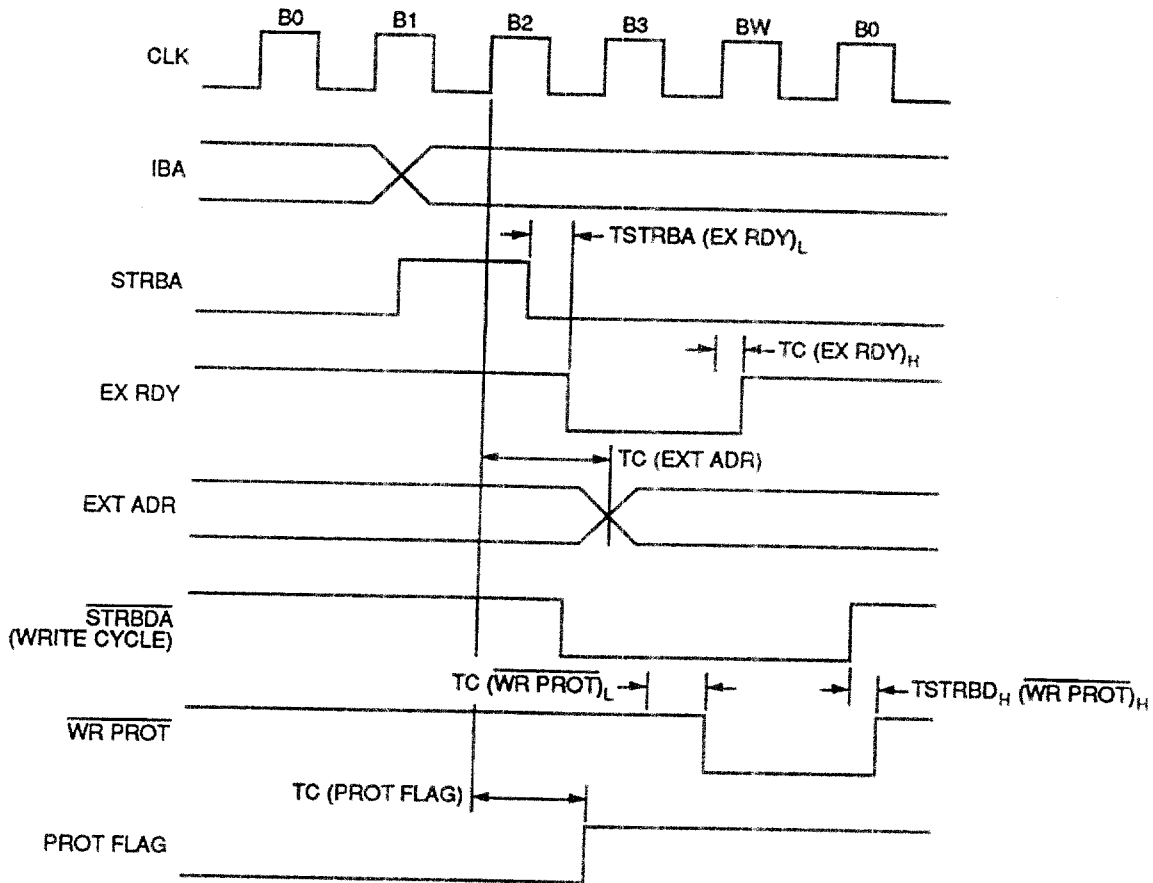 B0 B1 B2 B3 BW B0
CLK
IBA
TSTRBA (EX RDY)L
STRBA
TC (EX RDY)H
EX RDY
TC (EXT ADR)
EXT ADR
STRBDA
(WRITE CYCLE)
TC (WR PROT)L
TSTRBDH (WR PROT)H
WR PROT
TC (PROT FLAG)
PROT FLAG